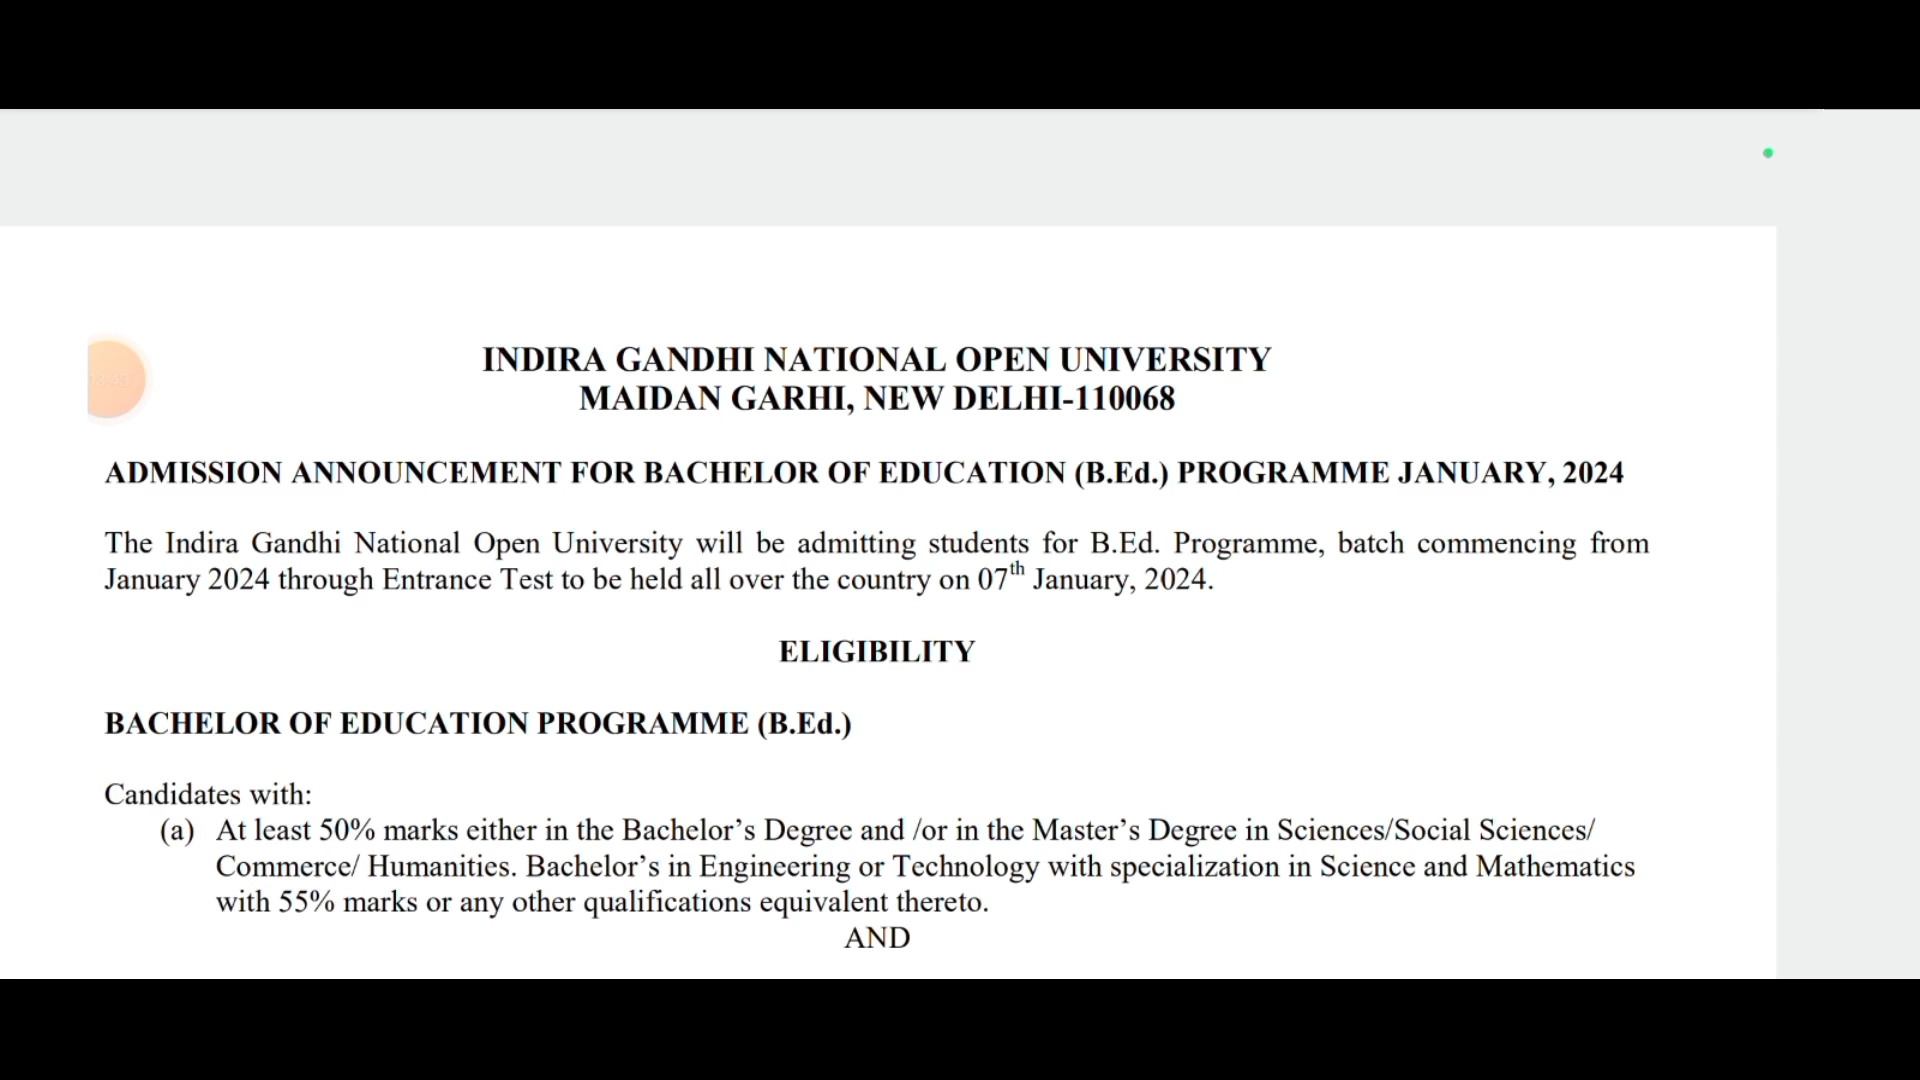 INDIRA GANDHI NATIONAL OPEN UNIVERSITY
MAIDAN GARHI, NEW DELHI-110068
ADMISSION ANNOUNCEMENT FOR BACHELOR OF EDUCATION (B.Ed.) PROGRAMME JANUARY, 2024
The Indira Gandhi National Open University will be admitting students for B.Ed. Programme, batch commencing from
January 2024 through Entrance Test to be held all over the country on 07th January, 2024.
ELIGIBILITY
BACHELOR OF EDUCATION PROGRAMME (B.Ed.)
Candidates with:
(a) At least 50% marks either in the Bachelor’s Degree and /or in the Master’s Degree in Sciences/Social Sciences/
Commerce/ Humanities. Bachelor’s in Engineering or Technology with specialization in Science and Mathematics
with 55% marks or any other qualifications equivalent thereto.
AND